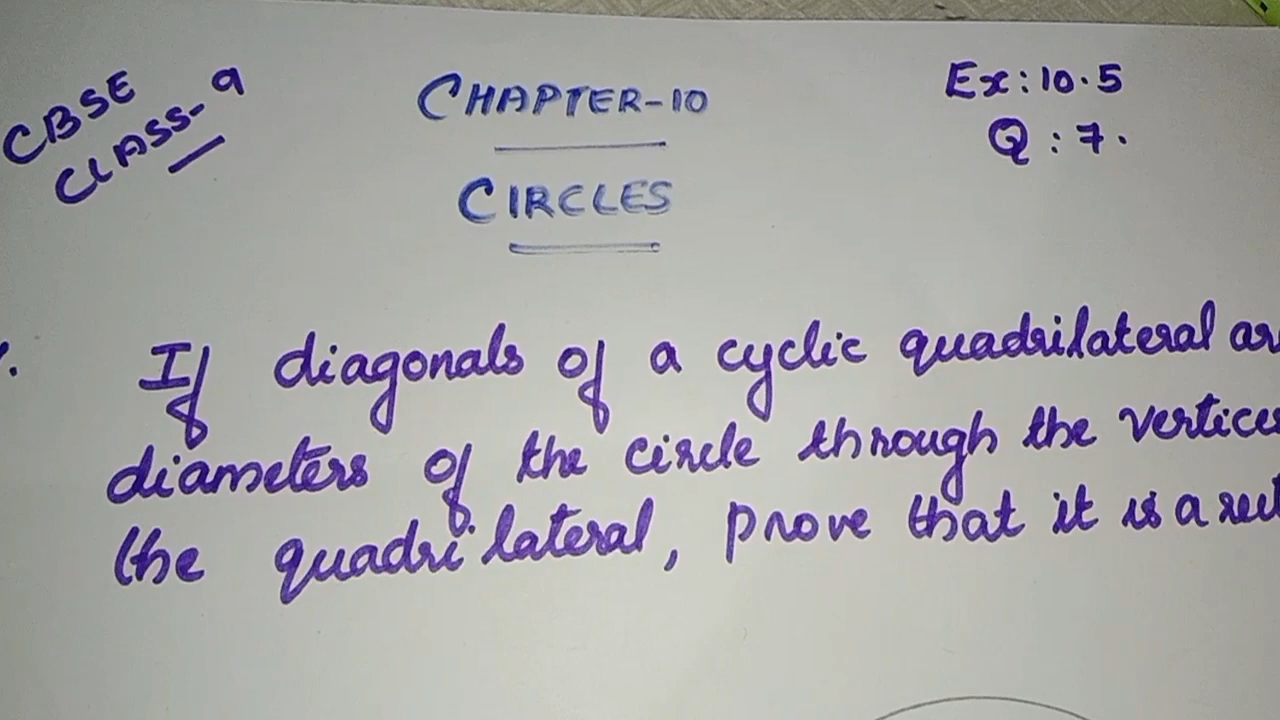 CBSE
CLASS-9
CHAPTER-10
CIRCLES
Ex:10.5
Q:7.
If diagonals of a cyclic quadrilateral
diameters of the circle through the
the quadrilateral, prove that it is a